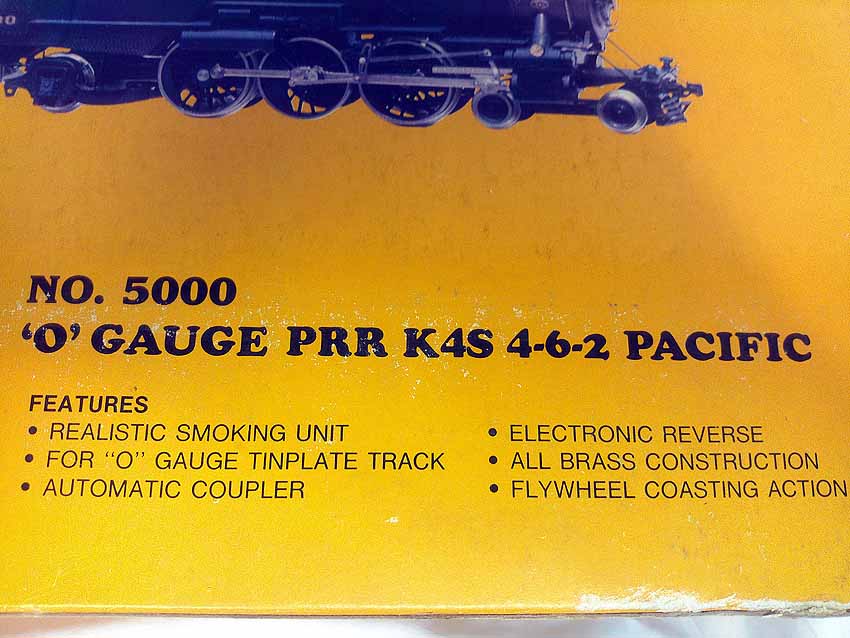 NO. 5000
‘O’ GAUGE PRR K4S 4-6-2 PACIFIC
FEATURES
• REALISTIC SMOKING UNIT
• FOR “O” GAUGE TINPLATE TRACK
• AUTOMATIC COUPLER
• ELECTRONIC REVERSE
• ALL BRASS CONSTRUCTION
• FLYWHEEL COASTING ACTION